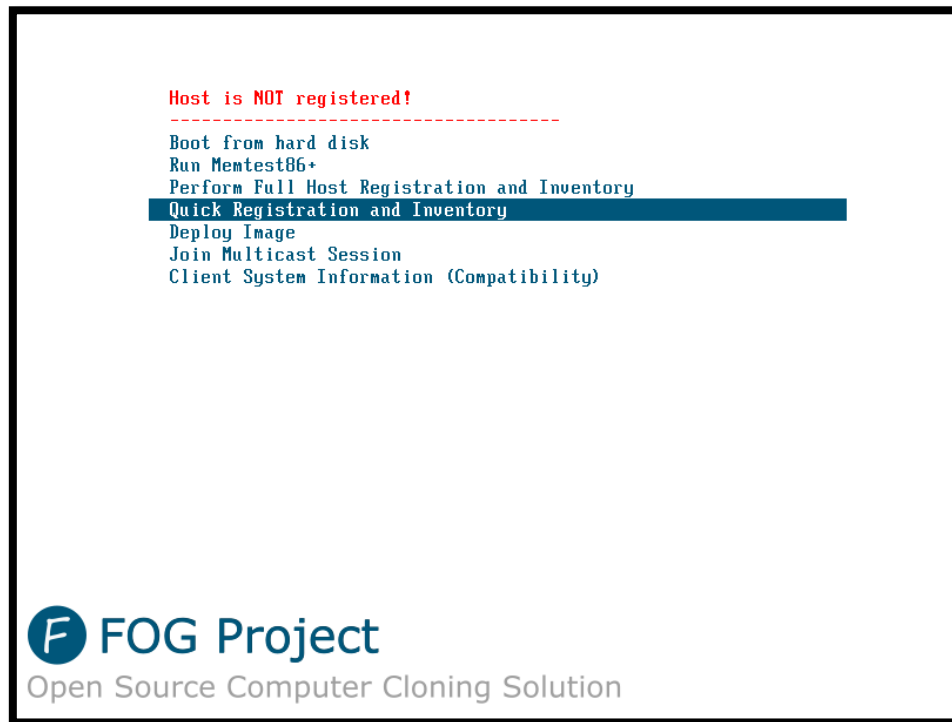 Host is NOT registered!
-------------------------------------
Boot from hard disk
Run Memtest86+
Perform Full Host Registration and Inventory
Quick Registration and Inventory
Deploy Image
Join Multicast Session
Client System Information (Compatibility)
F FOG Project
Open Source Computer Cloning Solution